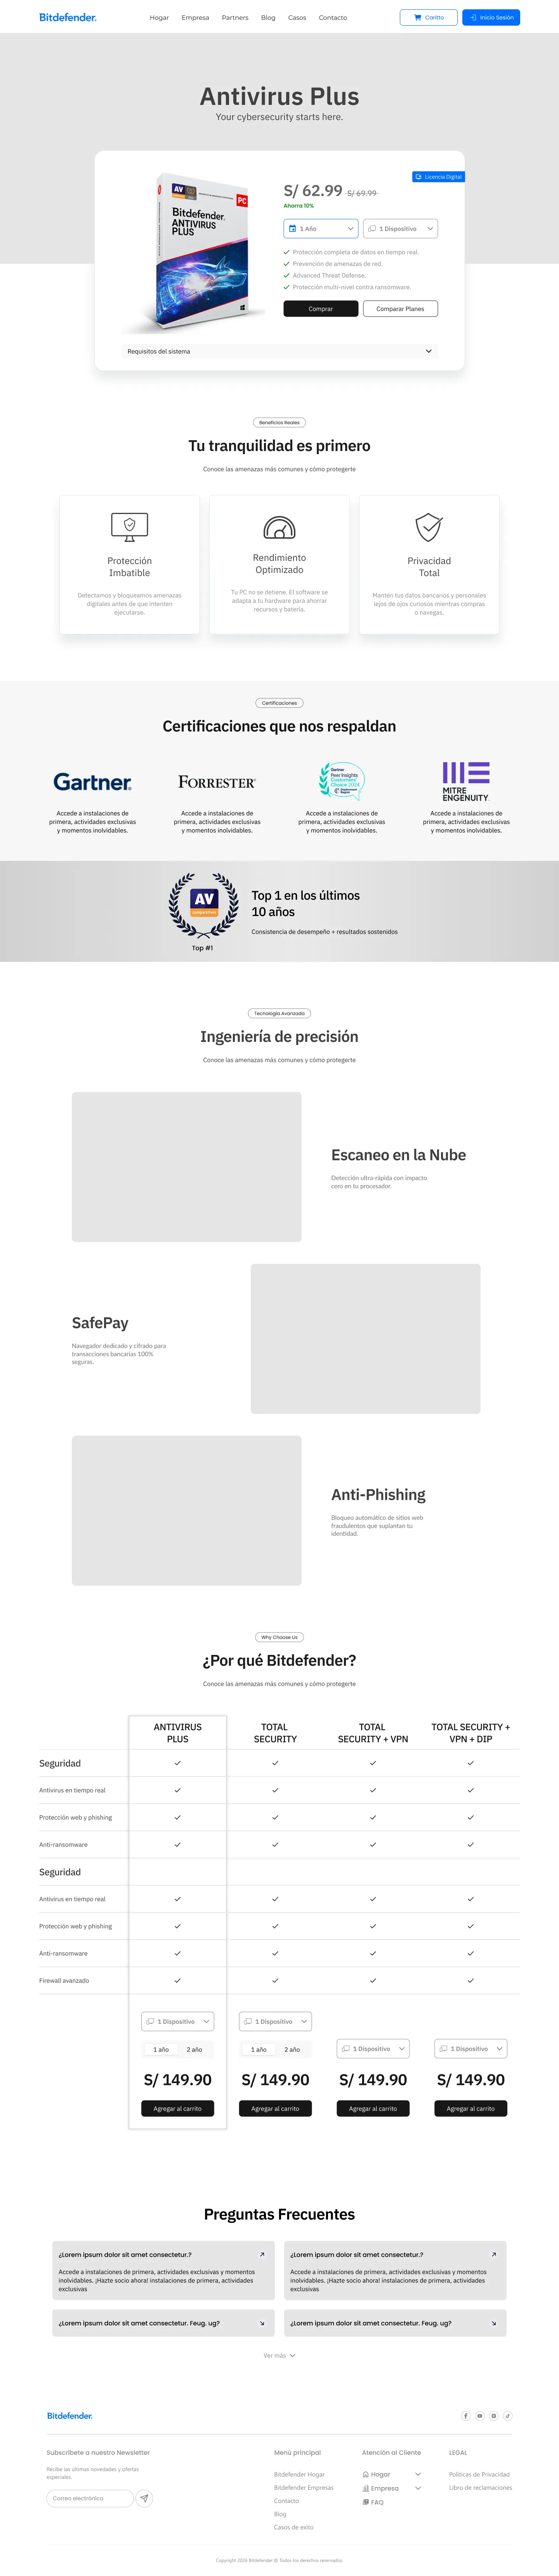 Bitdefender.
Hogar Empresa Partners Blog Casos Contacto
Carrito
Inicio Sesión
Antivirus Plus
Your cybersecurity starts here.
Licencia Digital
PC
Bitdefender
ANTIVIRUS
PLUS
S/ 62.99 S/ 69.99
Ahorra 10%
1 Año
1 Dispositivo
Protección completa de datos en tiempo real.
Prevención de amenazas de red.
Advanced Threat Defense.
Protección multi-nivel contra ransomware.
Comprar
Comparar Planes
Requisitos del sistema
Beneficios Reales
Tu tranquilidad es primero
Conoce las amenazas más comunes y cómo protegerte
Protección
Imbatible
Detectamos y bloqueamos amenazas
digitales antes de que intenten
ejecutarse.
Rendimiento
Optimizado
Tu PC no se detiene. El software se
adapta a tu hardware para ahorrar
recursos y batería.
Privacidad
Total
Mantén tus datos bancarios y personales
lejos de ojos curiosos mientras compras
o navegas.
Certificaciones
Certificaciones que nos respaldan
Gartner
Accede a instalaciones de
primera, actividades exclusivas
y momentos inolvidables.
FORRESTER
Accede a instalaciones de
primera, actividades exclusivas
y momentos inolvidables.
Gartner
Peer Insights
Customers'
Choice 2024
Accede a instalaciones de
primera, actividades exclusivas
y momentos inolvidables.
MITRE
ENGENUITY
Accede a instalaciones de
primera, actividades exclusivas
y momentos inolvidables.
AV
comparatives
Top #1
Top 1 en los últimos
10 años
Consistencia de desempeño + resultados sostenidos
Tecnología Avanzada
Ingeniería de precisión
Conoce las amenazas más comunes y cómo protegerte
Escaneo en la Nube
Detección ultra-rápida con impacto
cero en tu procesador.
SafePay
Navegador dedicado y cifrado para
transacciones bancarias 100%
seguras.
Anti-Phishing
Bloqueo automático de sitios web
fraudulentos que suplantan tu
identidad.
Why Choose Us
¿Por qué Bitdefender?
Conoce las amenazas más comunes y cómo protegerte
ANTIVIRUS
PLUS
TOTAL
SECURITY
TOTAL
SECURITY + VPN
TOTAL SECURITY +
VPN + DIP
Seguridad
Antivirus en tiempo real
Protección web y phishing
Anti-ransomware
Seguridad
Antivirus en tiempo real
Protección web y phishing
Anti-ransomware
Firewall avanzado
1 Dispositivo
1 año 2 año
S/ 149.90
Agregar al carrito
1 Dispositivo
1 año 2 año
S/ 149.90
Agregar al carrito
1 Dispositivo
S/ 149.90
Agregar al carrito
1 Dispositivo
S/ 149.90
Agregar al carrito
Preguntas Frecuentes
¿Lorem ipsum dolor sit amet consectetur.?
Accede a instalaciones de primera, actividades exclusivas y momentos
inolvidables. ¡Hazte socio ahora! instalaciones de primera, actividades
exclusivas
¿Lorem ipsum dolor sit amet consectetur.?
Accede a instalaciones de primera, actividades exclusivas y momentos
inolvidables. ¡Hazte socio ahora! instalaciones de primera, actividades
exclusivas
¿Lorem ipsum dolor sit amet consectetur. Feug. ug?
¿Lorem ipsum dolor sit amet consectetur. Feug. ug?
Ver más
Bitdefender.
Subscríbete a nuestro Newsletter
Recibe las últimas novedades y ofertas
especiales.
Correo electrónico
Menú principal
Bitdefender Hogar
Bitdefender Empresas
Contacto
Blog
Casos de exito
Atención al Cliente
Hogar
Empresa
FAQ
LEGAL
Políticas de Privacidad
Libro de reclamaciones
Copyright 2026 Bitdefender.@ Todos los derechos reservados.